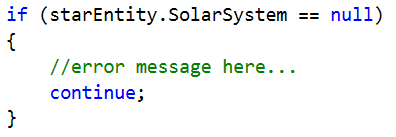 if (starEntity.SolarSystem == null)
{
    //error message here...
    continue;
}